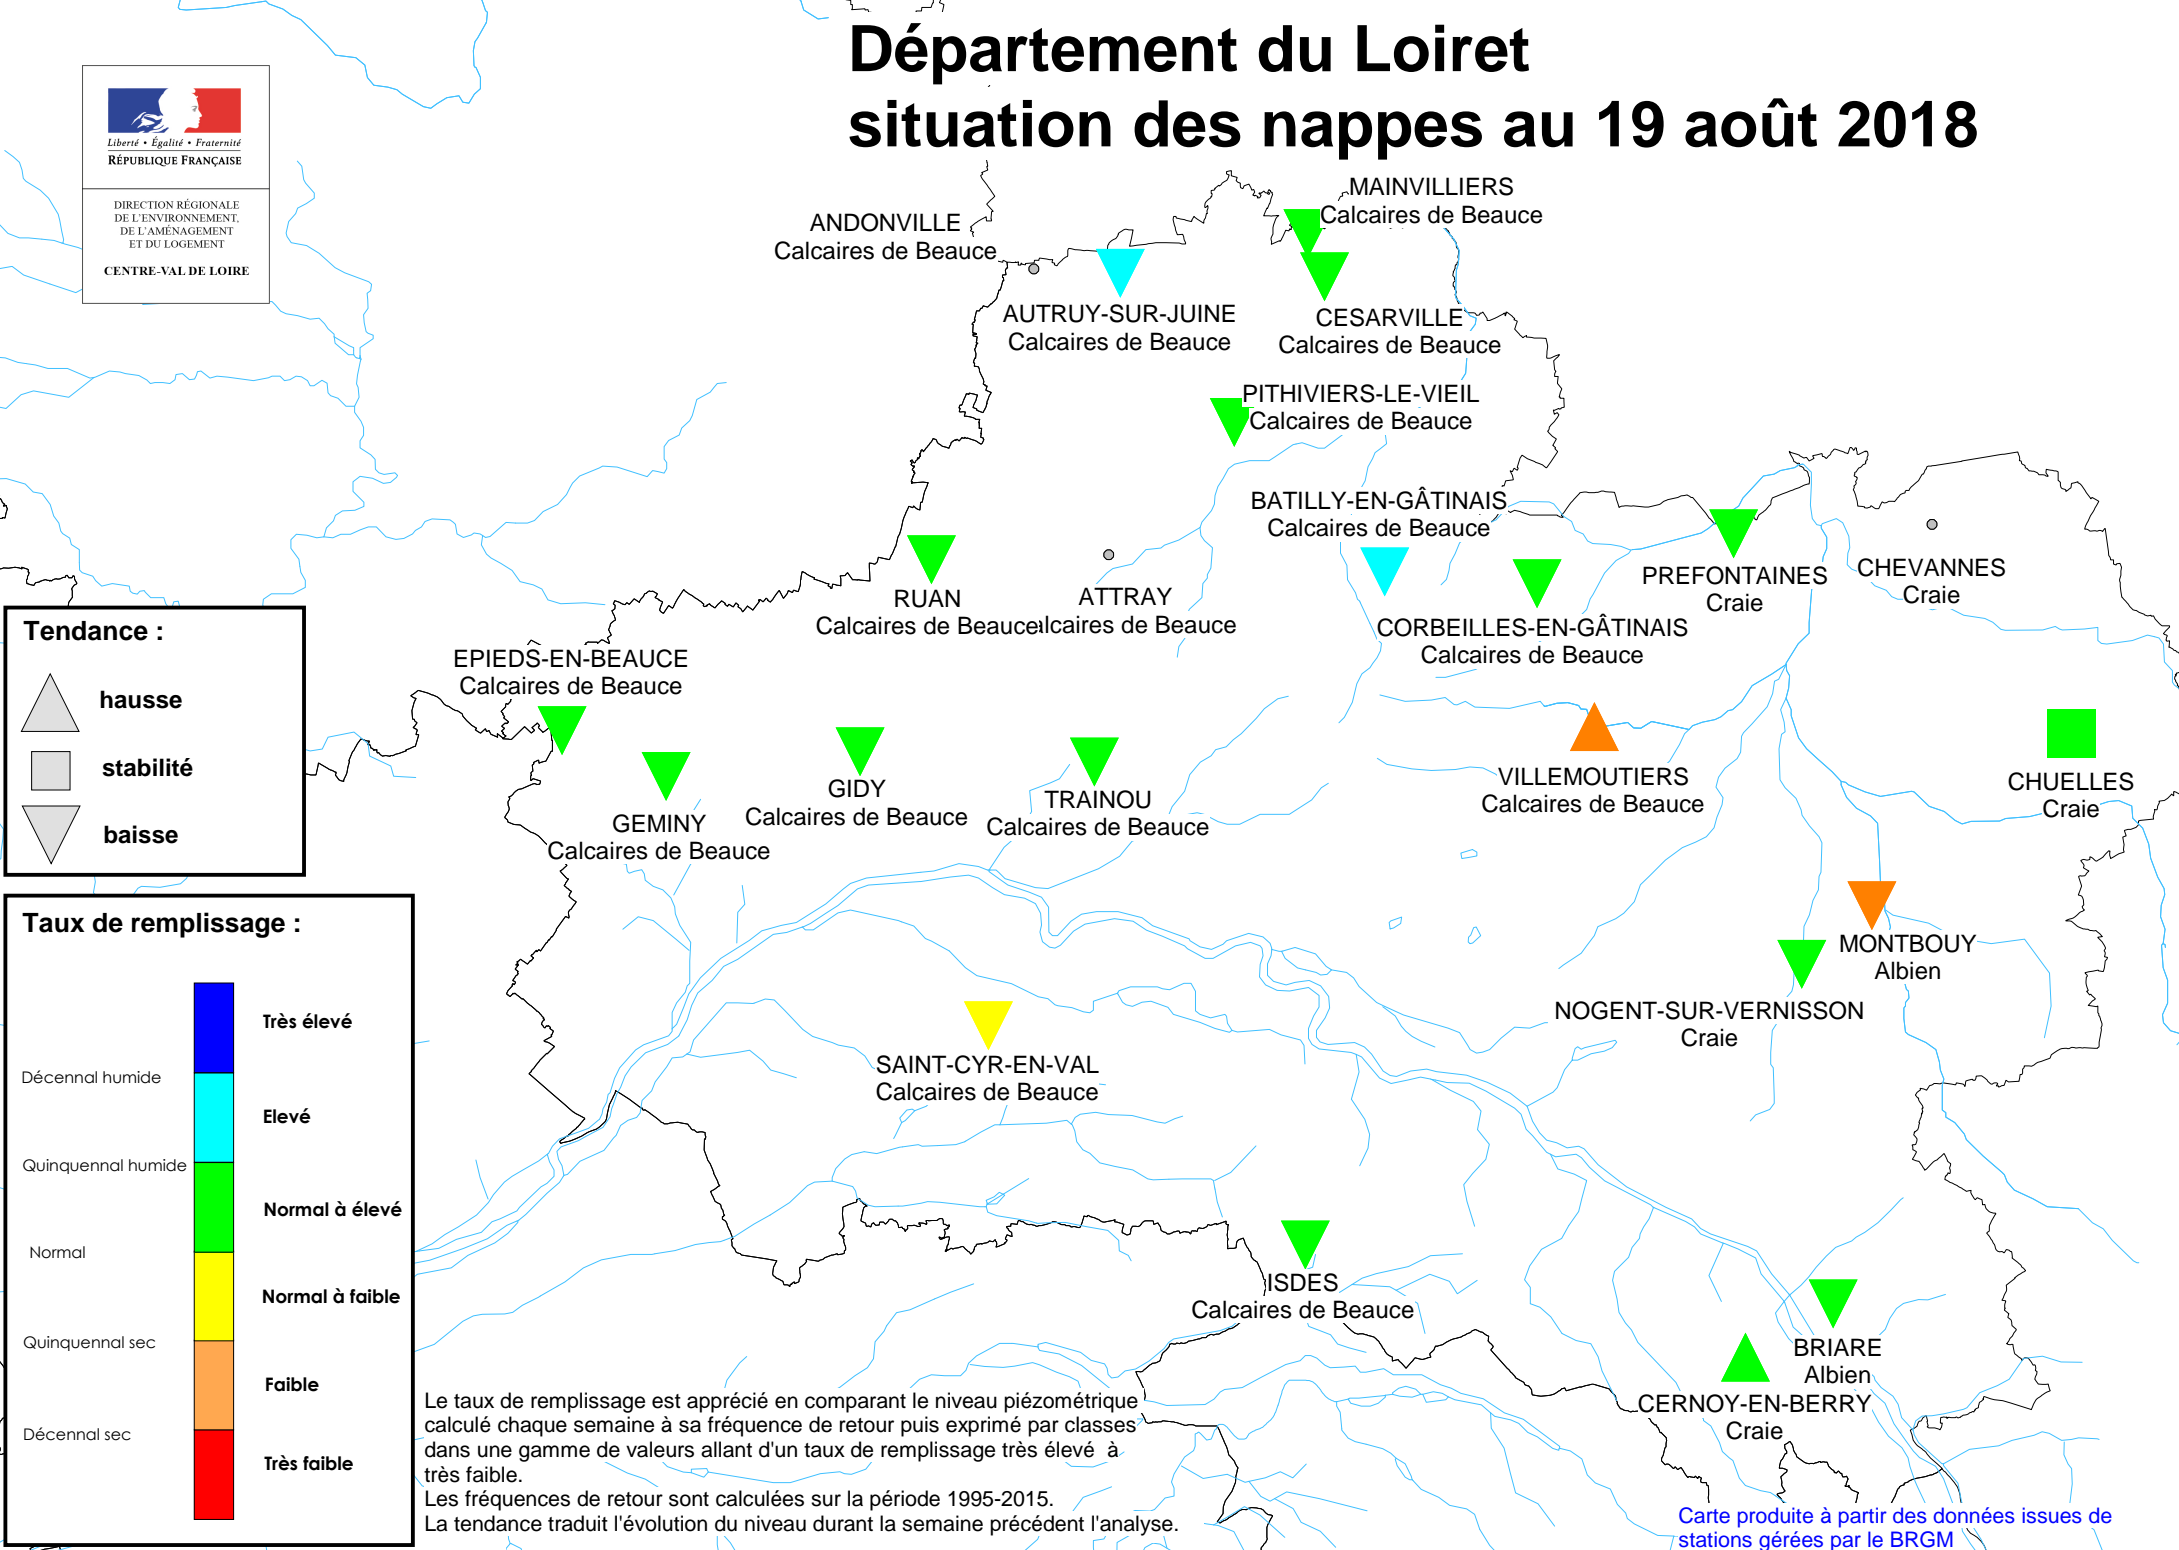 Département du Loiret
situation des nappes au 19 août 2018
Liberté • Égalité • Fraternité
RÉPUBLIQUE FRANÇAISE
DIRECTION RÉGIONALE
DE L'ENVIRONNEMENT,
DE L'AMÉNAGEMENT
ET DU LOGEMENT
CENTRE-VAL DE LOIRE
MAINVILLIERS
Calcaires de Beauce
ANDONVILLE
Calcaires de Beauce
AUTRUY-SUR-JUINE
Calcaires de Beauce
CESARVILLE
Calcaires de Beauce
PITHIVIERS-LE-VIEIL
Calcaires de Beauce
BATILLY-EN-GÂTINAIS
Calcaires de Beauce
RUAN
Calcaires de Beauce
ATTRAY
alcaires de Beauce
CORBEILLES-EN-GÂTINAIS
Calcaires de Beauce
PREFONTAINES
Craie
CHEVANNES
Craie
EPIEDS-EN-BEAUCE
Calcaires de Beauce
GEMINY
Calcaires de Beauce
GIDY
Calcaires de Beauce
TRAINOU
Calcaires de Beauce
VILLEMOUTIERS
Calcaires de Beauce
CHUELLES
Craie
MONTBOUY
Albien
NOGENT-SUR-VERNISSON
Craie
SAINT-CYR-EN-VAL
Calcaires de Beauce
ISDES
Calcaires de Beauce
BRIARE
Albien
CERNOY-EN-BERRY
Craie
Tendance :
hausse
stabilité
baisse
Taux de remplissage :
Très élevé
Décennal humide
Elevé
Quinquennal humide
Normal à élevé
Normal
Normal à faible
Quinquennal sec
Faible
Décennal sec
Très faible
Le taux de remplissage est apprécié en comparant le niveau piézométrique
calculé chaque semaine à sa fréquence de retour puis exprimé par classes
dans une gamme de valeurs allant d'un taux de remplissage très élevé à
très faible.
Les fréquences de retour sont calculées sur la période 1995-2015.
La tendance traduit l'évolution du niveau durant la semaine précédent l'analyse.
Carte produite à partir des données issues de
stations gérées par le BRGM